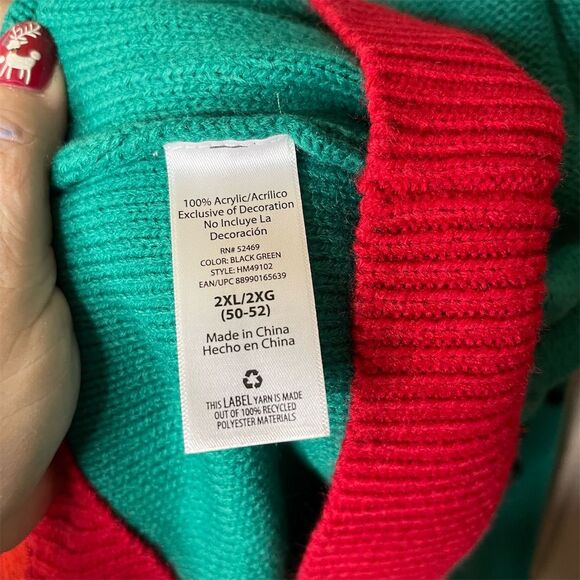 100% Acrylic/Acrílico
Exclusive of Decoration
No Incluye La
Decoración
RN# 52469
COLOR: BLACK GREEN
STYLE: HM49102
EAN/UPC 88990165639
2XL/2XG
(50-52)
Made in China
Hecho en China
THIS LABEL YARN IS MADE
OUT OF 100% RECYCLED
POLYESTER MATERIALS